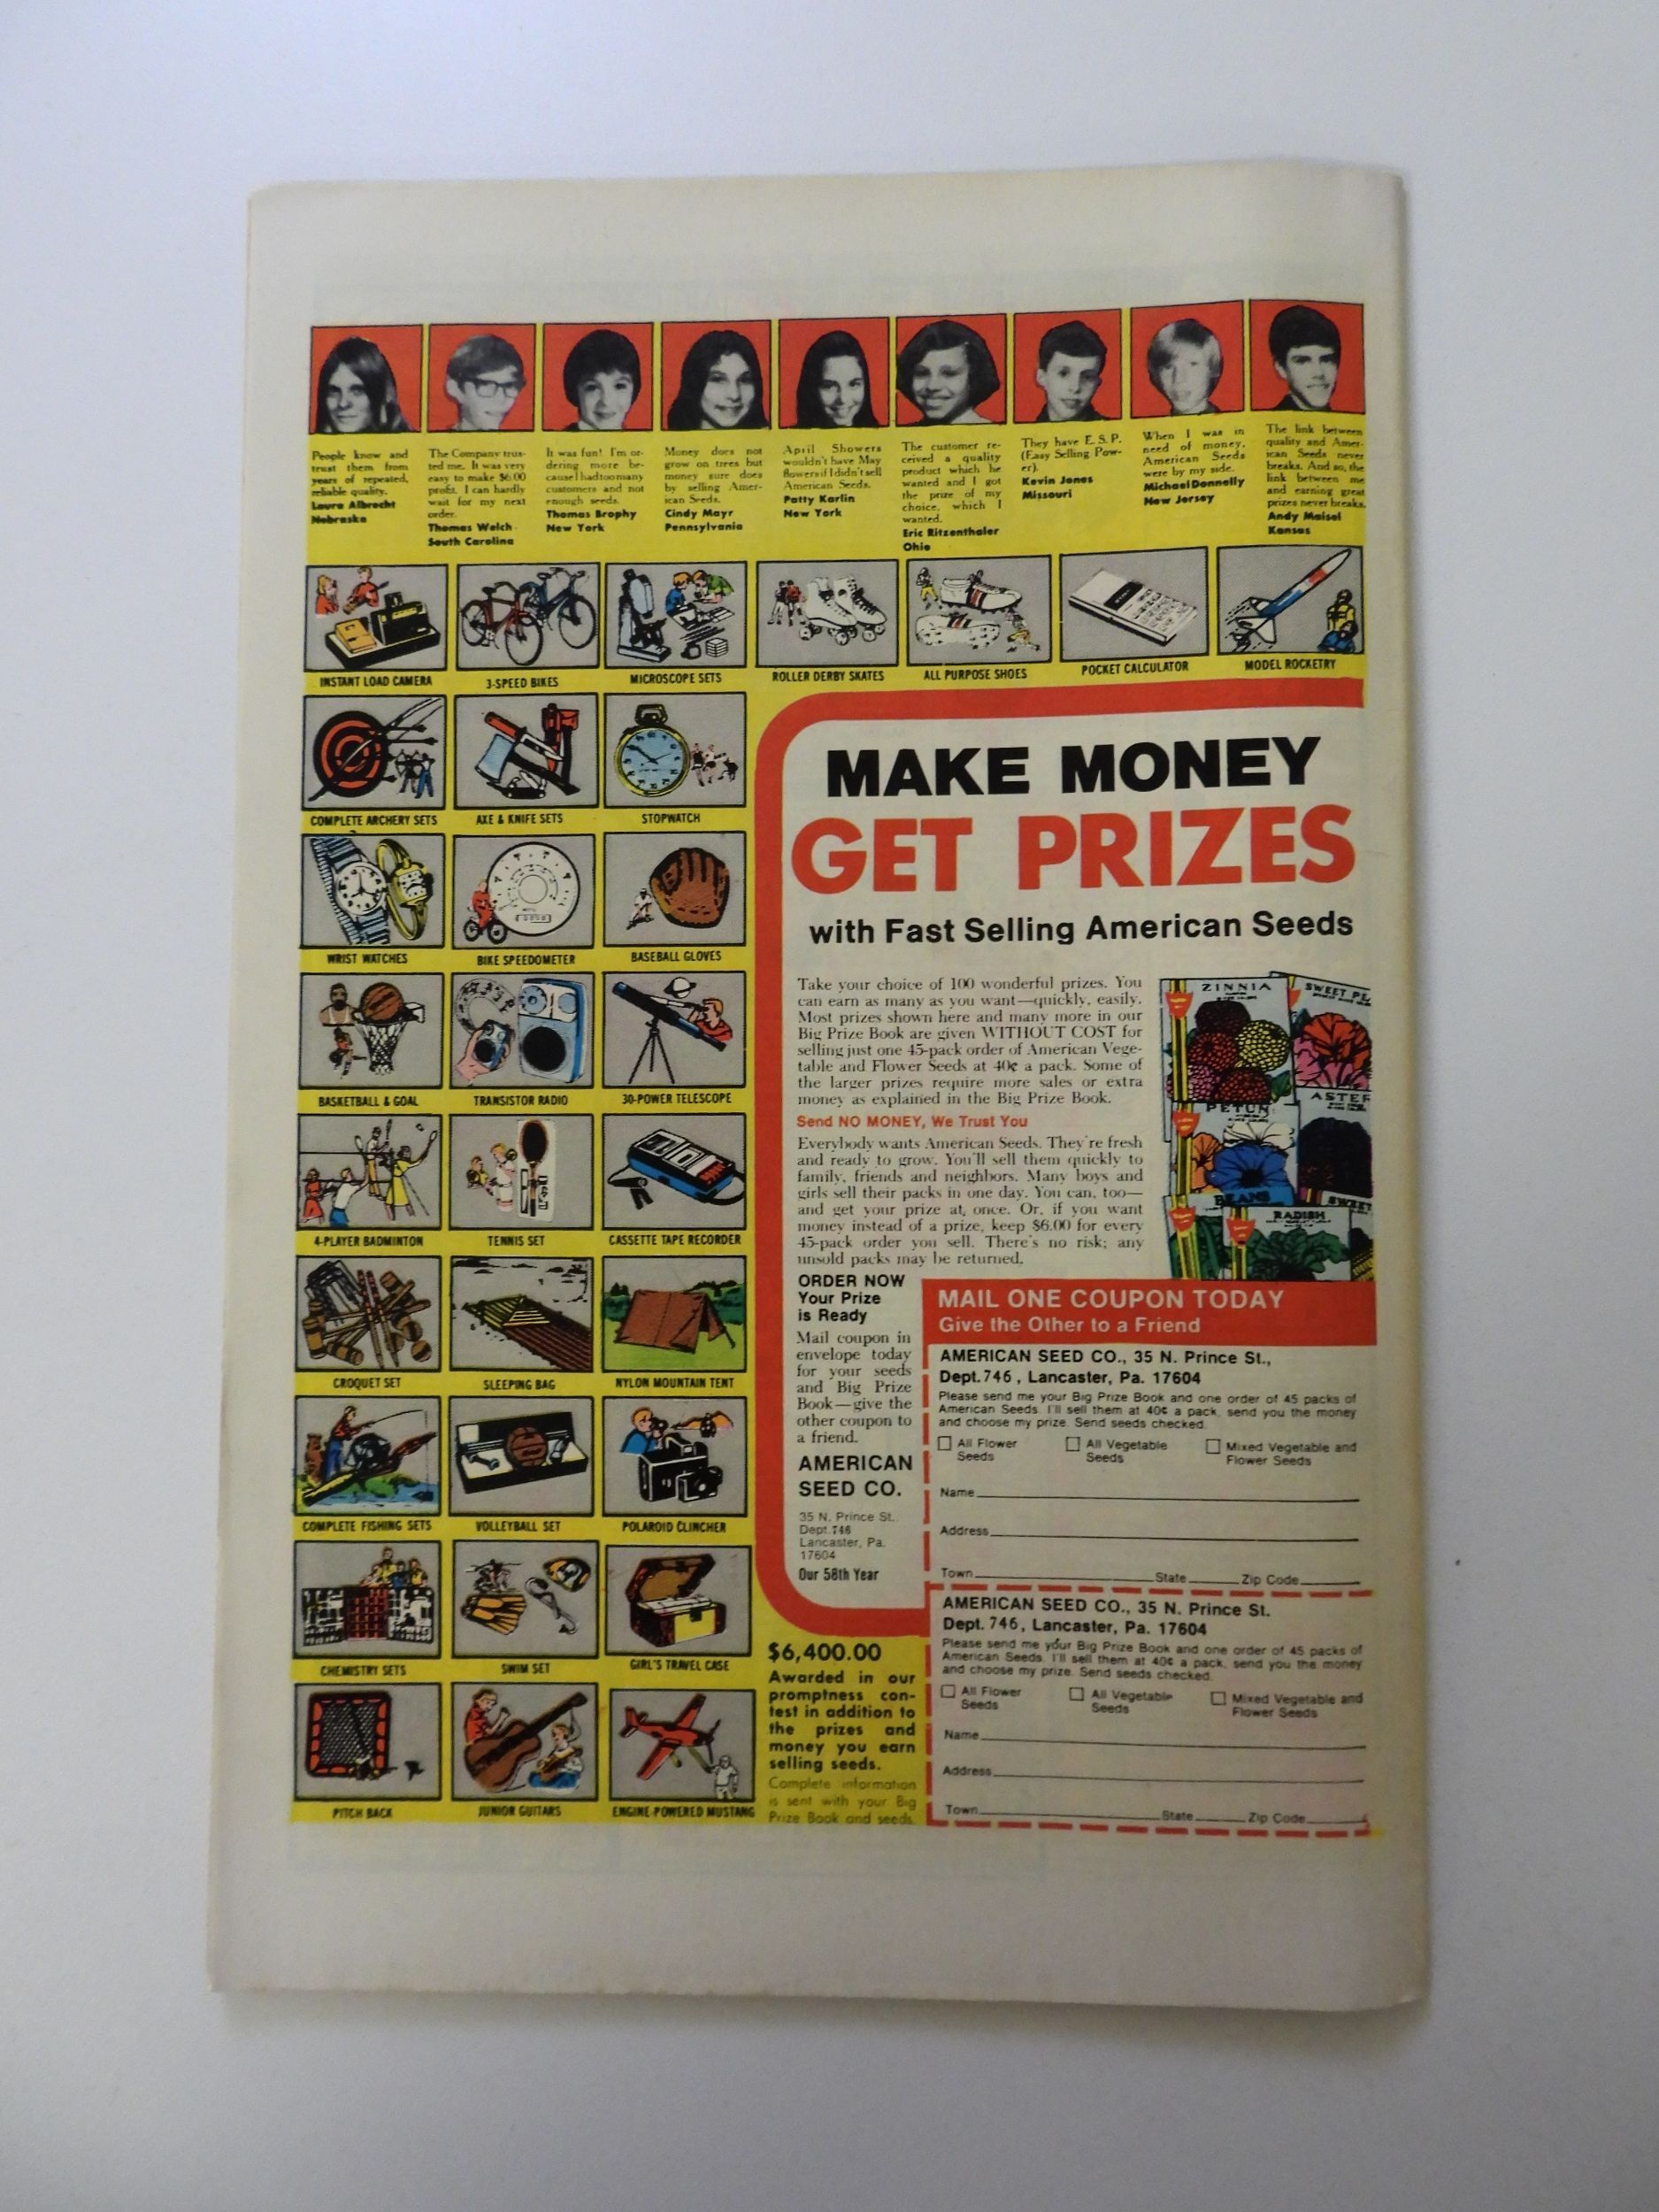 People know and
trust them from
years of repeated,
reliable quality.
Laura Albrecht
Nebraska
The Company trus-
ted me. It was very
easy to make $6.00
profit. I can hardly
wait for my next
order.
Thomas Welch
South Carolina
It was fun! I'm or-
dering more be-
cause I had too many
customers and not
enough seeds.
Thomas Brophy
New York
Money does not
grow on trees but
money sure does
by selling Amer-
ican Seeds.
Cindy Mayr
Pennsylvania
April Showers
wouldn't have May
flowers if I didn't sell
American Seeds.
Patty Karlin
New York
The customer re-
ceived a quality
product which he
wanted and I got
the prize of my
choice, which I
wanted.
Eric Ritzenthaler
Ohio
They have E.S.P.
(Easy Selling Pow-
er).
Kevin Jones
Missouri
When I was in
need of money,
American Seeds
were by my side.
Michael Donnelly
New Jersey
The link between
quality and Amer-
ican Seeds never
breaks. And so, the
link between me
and earning great
prizes never breaks.
Andy Maisel
Kansas
INSTANT LOAD CAMERA
3-SPEED BIKES
MICROSCOPE SETS
ROLLER DERBY SKATES
ALL PURPOSE SHOES
POCKET CALCULATOR
MODEL ROCKETRY
COMPLETE ARCHERY SETS
AXE & KNIFE SETS
STOPWATCH
WRIST WATCHES
BIKE SPEEDOMETER
BASEBALL GLOVES
BASKETBALL & GOAL
TRANSISTOR RADIO
30-POWER TELESCOPE
4-PLAYER BADMINTON
TENNIS SET
CASSETTE TAPE RECORDER
CROQUET SET
SLEEPING BAG
NYLON MOUNTAIN TENT
COMPLETE FISHING SETS
VOLLEYBALL SET
POLAROID CLINCHER
CHEMISTRY SETS
SWIM SET
GIRL'S TRAVEL CASE
PITCH BACK
JUNIOR GUITARS
ENGINE-POWERED MUSTANG
MAKE MONEY
GET PRIZES
with Fast Selling American Seeds
Take your choice of 100 wonderful prizes. You
can earn as many as you want—quickly, easily.
Most prizes shown here and many more in our
Big Prize Book are given WITHOUT COST for
selling just one 45-pack order of American Vege-
table and Flower Seeds at 40¢ a pack. Some of
the larger prizes require more sales or extra
money as explained in the Big Prize Book.
Send NO MONEY, We Trust You
Everybody wants American Seeds. They're fresh
and ready to grow. You'll sell them quickly to
family, friends and neighbors. Many boys and
girls sell their packs in one day. You can, too—
and get your prize at once. Or, if you want
money instead of a prize, keep $6.00 for every
45-pack order you sell. There's no risk; any
unsold packs may be returned.
ZINNIA
SWEET PE
PETUN
ASTER
BEANS
SWEET
RADISH
ORDER NOW
Your Prize
is Ready
Mail coupon in
envelope today
for your seeds
and Big Prize
Book—give the
other coupon to
a friend.
AMERICAN
SEED CO.
35 N. Prince St.
Dept. 746
Lancaster, Pa.
17604
Our 58th Year
MAIL ONE COUPON TODAY
Give the Other to a Friend
AMERICAN SEED CO., 35 N. Prince St.,
Dept. 746, Lancaster, Pa. 17604
Please send me your Big Prize Book and one order of 45 packs of
American Seeds. I'll sell them at 40¢ a pack, send you the money
and choose my prize. Send seeds checked.
All Flower
Seeds
All Vegetable
Seeds
Mixed Vegetable and
Flower Seeds
Name
Address
Town State Zip Code
AMERICAN SEED CO., 35 N. Prince St.
Dept. 746, Lancaster, Pa. 17604
Please send me your Big Prize Book and one order of 45 packs of
American Seeds. I'll sell them at 40¢ a pack, send you the money
and choose my prize. Send seeds checked.
All Flower
Seeds
All Vegetable
Seeds
Mixed Vegetable and
Flower Seeds
Name
Address
Town State Zip Code
$6,400.00
Awarded in our
promptness con-
test in addition to
the prizes and
money you earn
selling seeds.
Complete information
is sent with your Big
Prize Book and seeds.